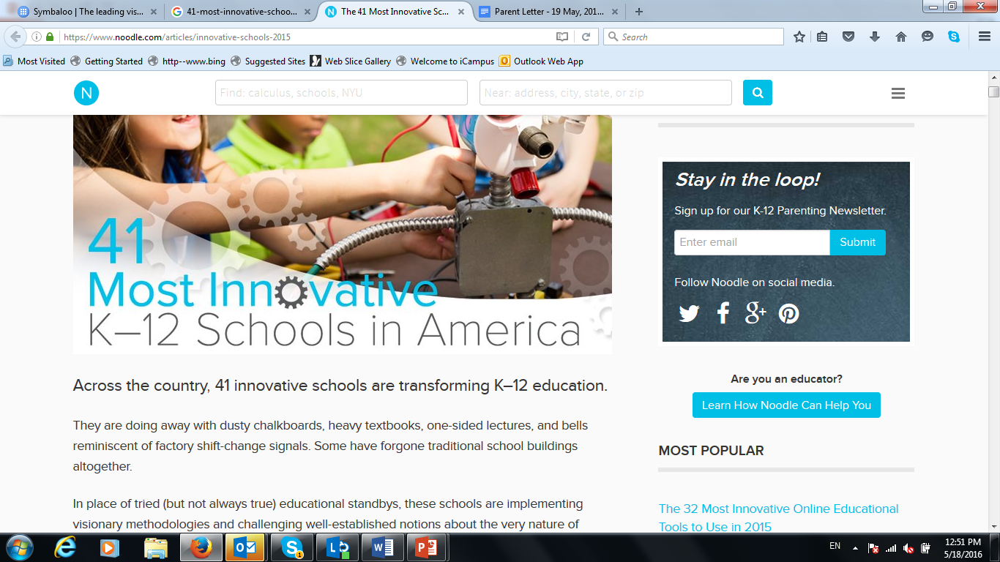 Symbaloo | The leading vis...
41-most-innovative-schoo...
The 41 Most Innovative Sc...
Parent Letter - 19 May, 201...
https://www.noodle.com/articles/innovative-schools-2015
Search
Most Visited
Getting Started
http--www.bing
Suggested Sites
Web Slice Gallery
Welcome to iCampus
Outlook Web App
N
Find: calculus, schools, NYU
Near: address, city, state, or zip
41
Most Innovative
K–12 Schools in America
Across the country, 41 innovative schools are transforming K–12 education.
They are doing away with dusty chalkboards, heavy textbooks, one-sided lectures, and bells
reminiscent of factory shift-change signals. Some have forgone traditional school buildings
altogether.
In place of tried (but not always true) educational standbys, these schools are implementing
visionary methodologies and challenging well-established notions about the very nature of
Stay in the loop!
Sign up for our K-12 Parenting Newsletter.
Enter email
Submit
Follow Noodle on social media.
Are you an educator?
Learn How Noodle Can Help You
MOST POPULAR
The 32 Most Innovative Online Educational
Tools to Use in 2015
EN
12:51 PM
5/18/2016